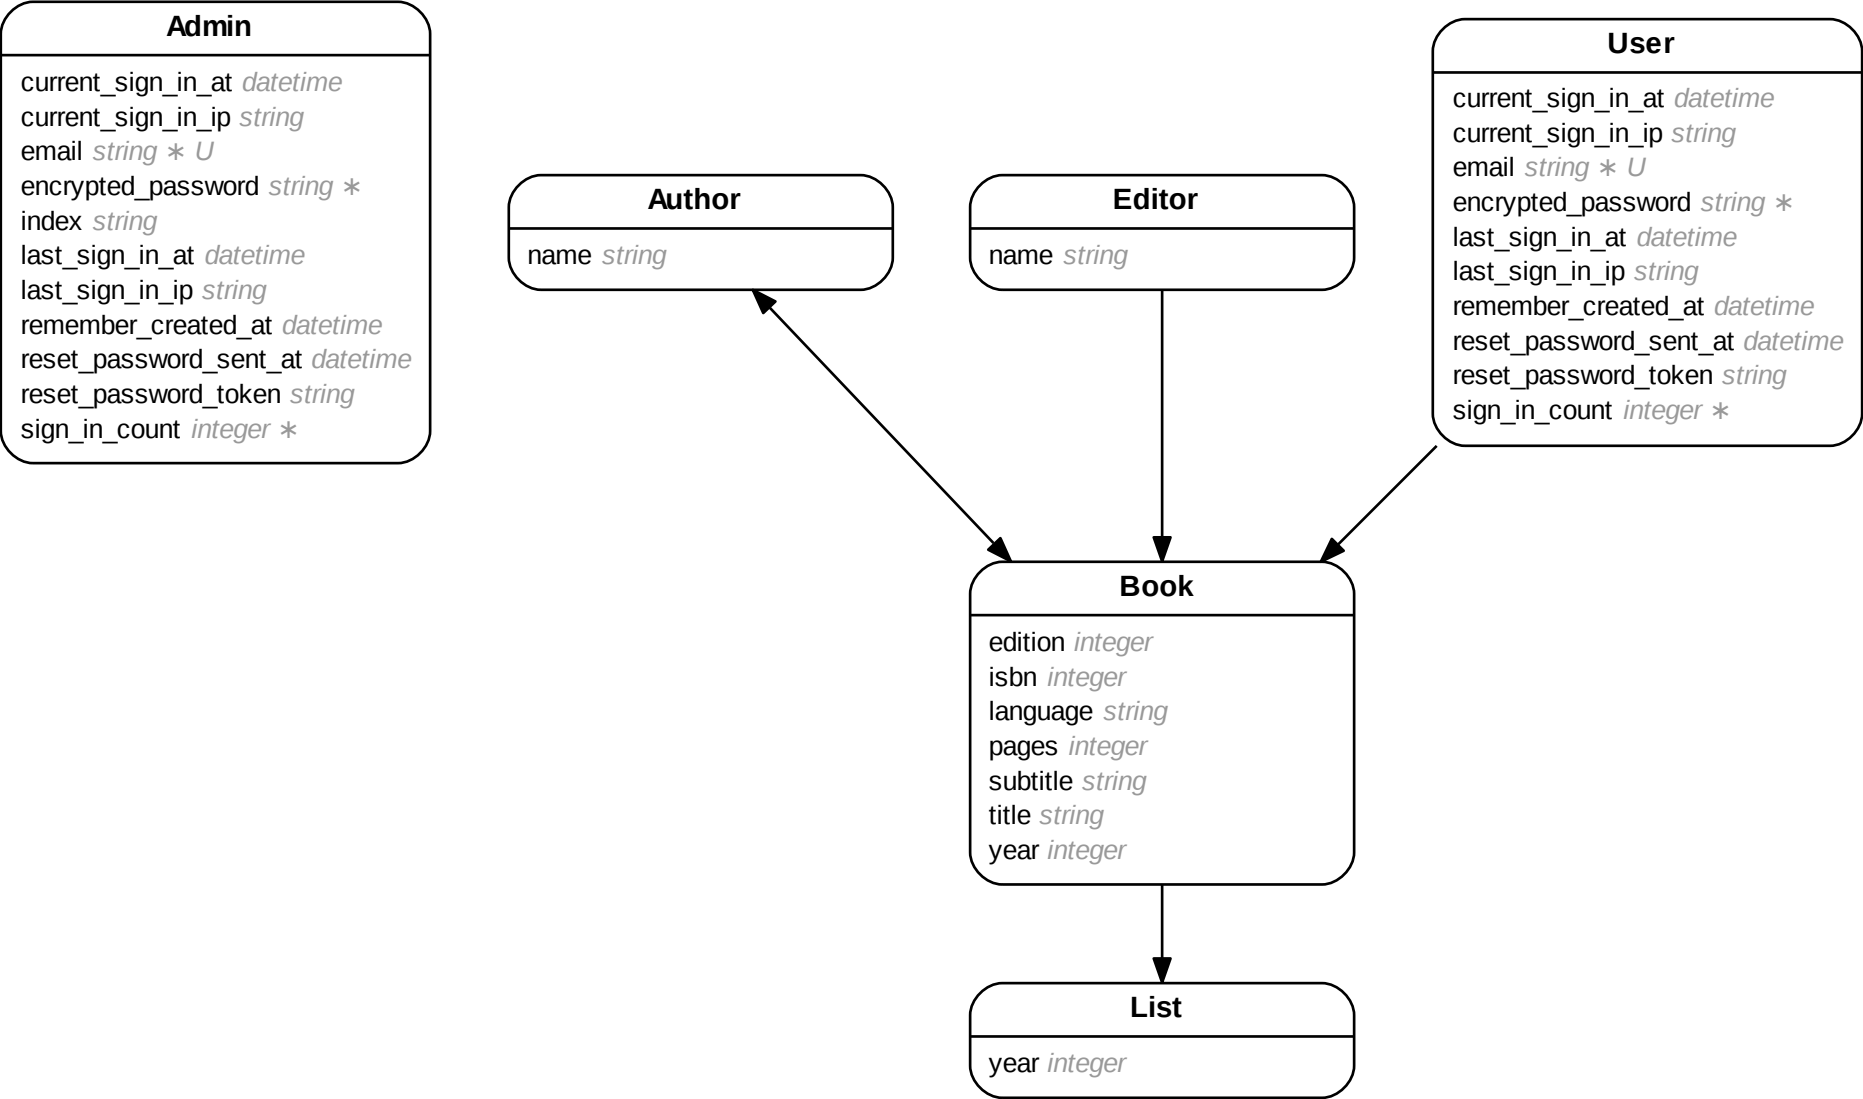 Admin
current_sign_in_at datetime
current_sign_in_ip string
email string ∗ U
encrypted_password string ∗
index string
last_sign_in_at datetime
last_sign_in_ip string
remember_created_at datetime
reset_password_sent_at datetime
reset_password_token string
sign_in_count integer ∗
Author
name string
Editor
name string
User
current_sign_in_at datetime
current_sign_in_ip string
email string ∗ U
encrypted_password string ∗
last_sign_in_at datetime
last_sign_in_ip string
remember_created_at datetime
reset_password_sent_at datetime
reset_password_token string
sign_in_count integer ∗
Book
edition integer
isbn integer
language string
pages integer
subtitle string
title string
year integer
List
year integer